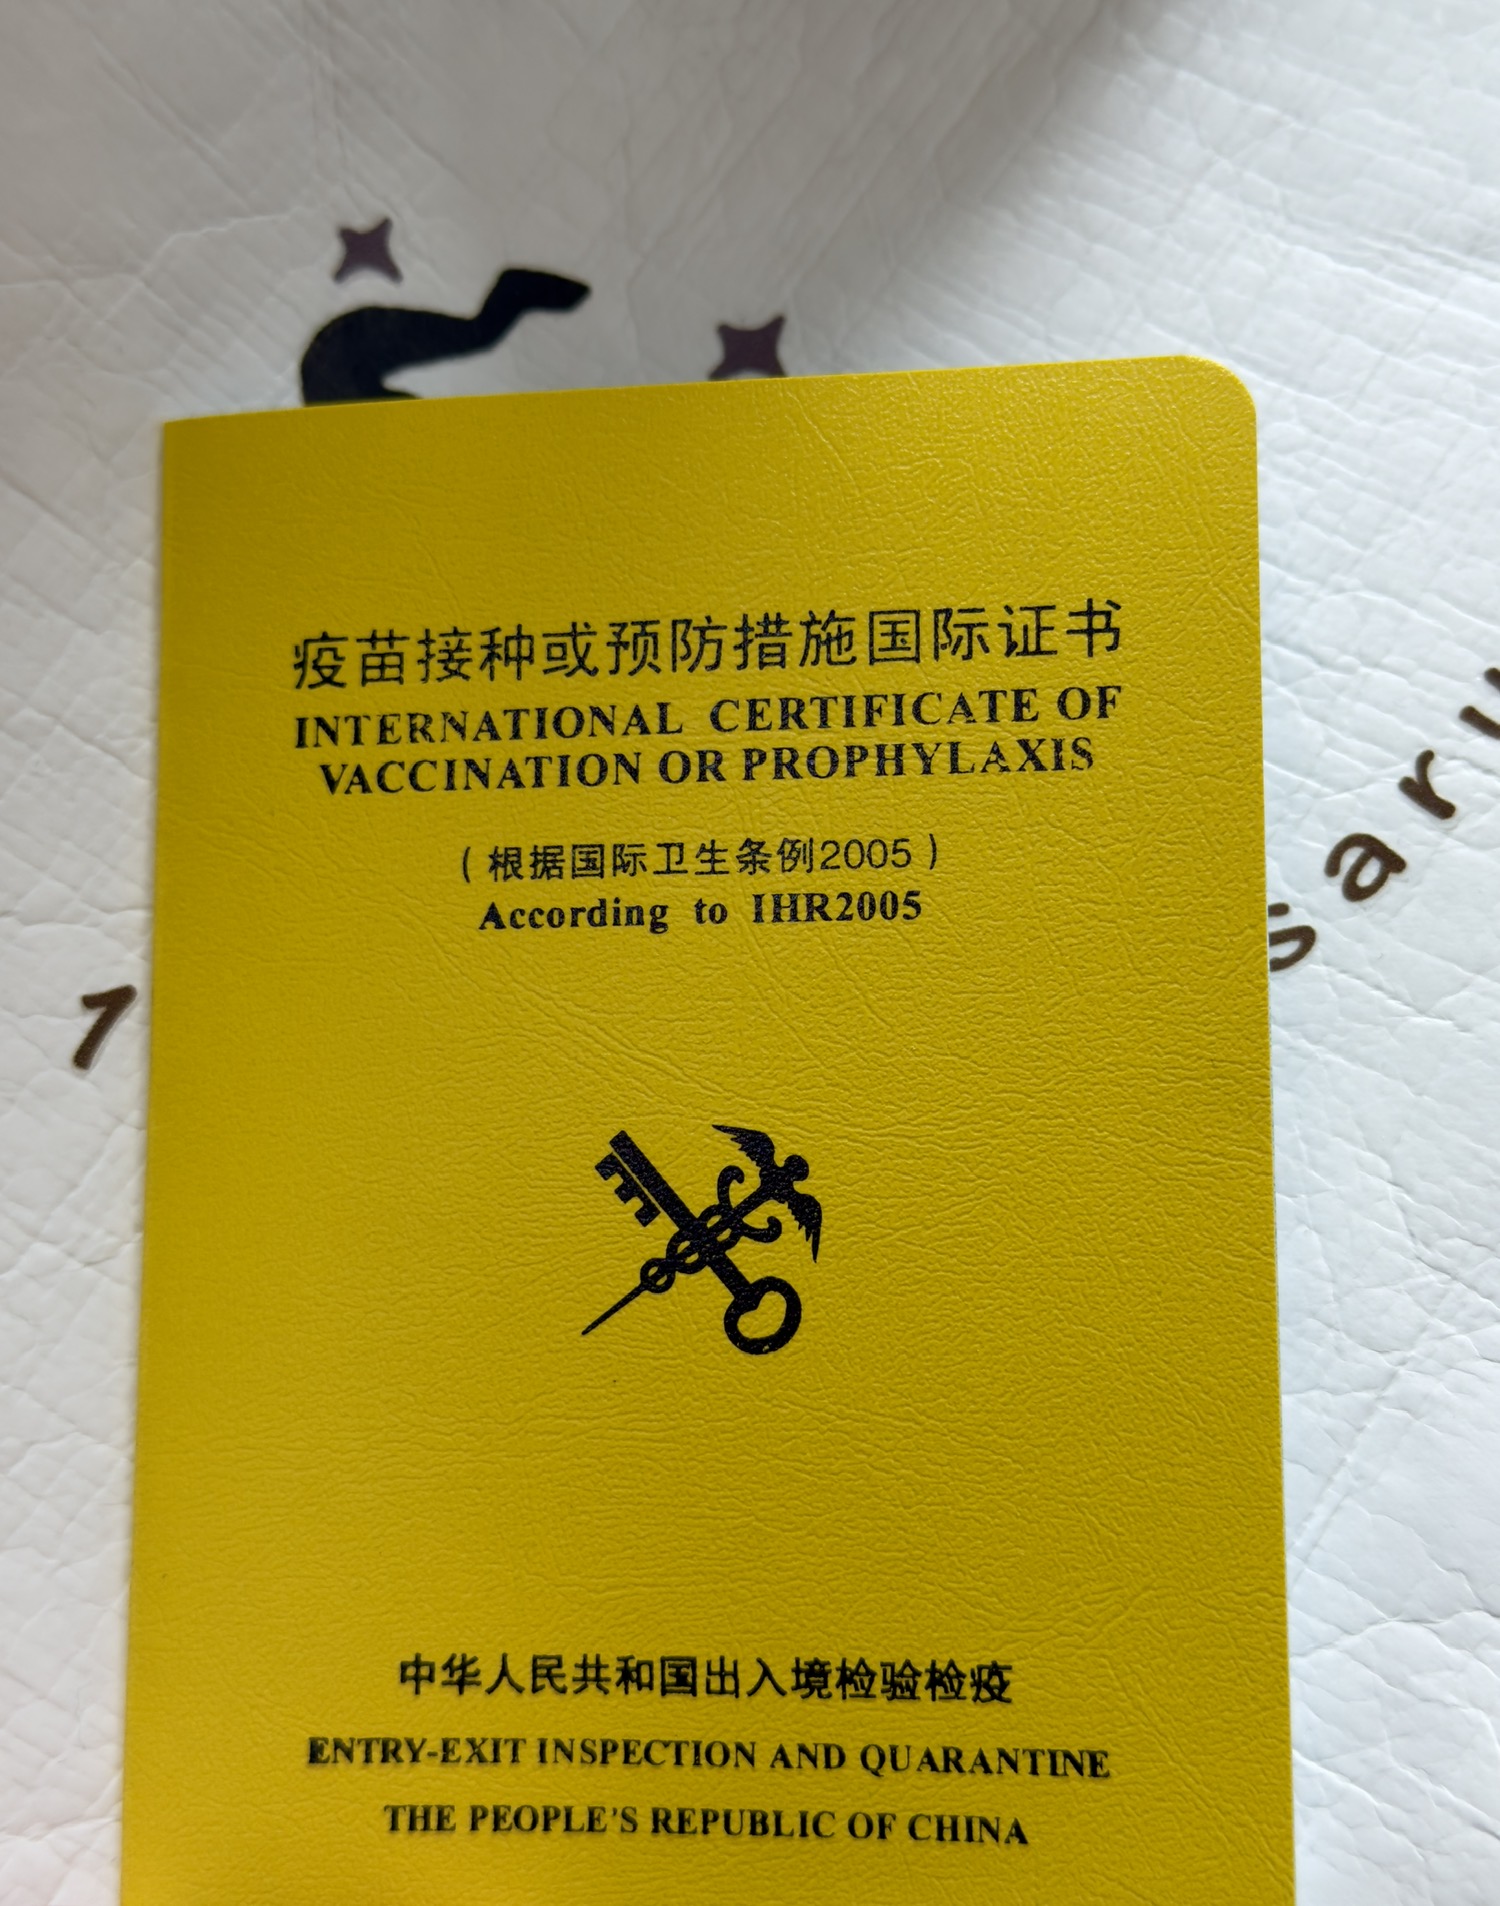 疫苗接种或预防措施国际证书
INTERNATIONAL CERTIFICATE OF
VACCINATION OR PROPHYLAXIS
（根据国际卫生条例2005）
According to IHR2005
中华人民共和国出入境检验检疫
ENTRY-EXIT INSPECTION AND QUARANTINE
THE PEOPLE'S REPUBLIC OF CHINA